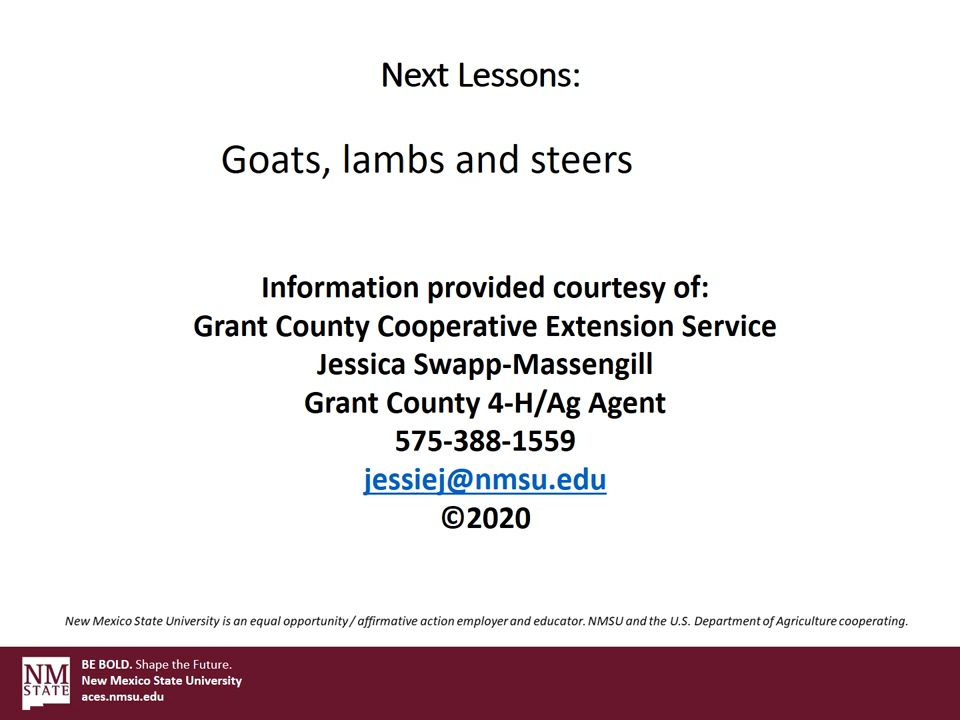 Next Lessons:
Goats, lambs and steers
Information provided courtesy of:
Grant County Cooperative Extension Service
Jessica Swapp-Massengill
Grant County 4-H/Ag Agent
575-388-1559
jessiej@nmsu.edu
©2020
New Mexico State University is an equal opportunity / affirmative action employer and educator. NMSU and the U.S. Department of Agriculture cooperating.
NM
STATE
BE BOLD. Shape the Future.
New Mexico State University
aces.nmsu.edu